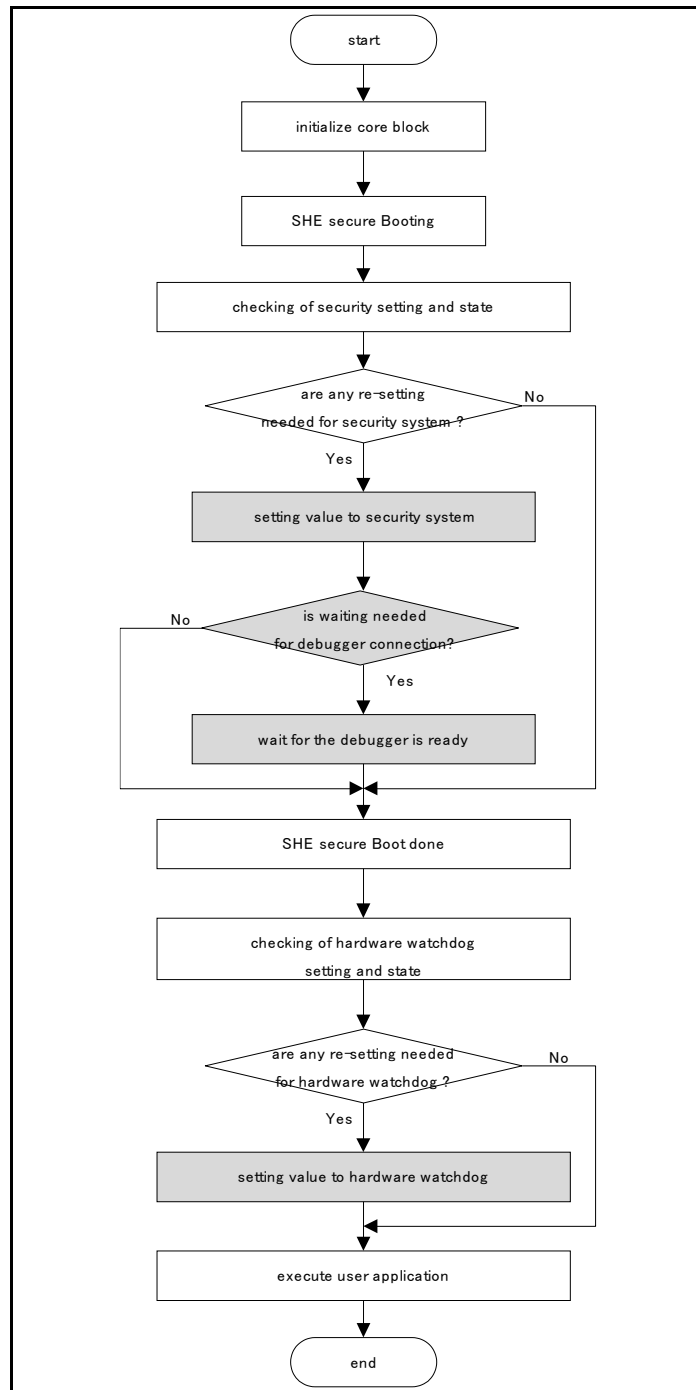 start
initialize core block
SHE secure Booting
checking of security setting and state
are any re-setting
needed for security system ?
No
Yes
setting value to security system
is waiting needed
for debugger connection?
No
Yes
wait for the debugger is ready
SHE secure Boot done
checking of hardware watchdog
setting and state
are any re-setting needed
for hardware watchdog ?
No
Yes
setting value to hardware watchdog
execute user application
end